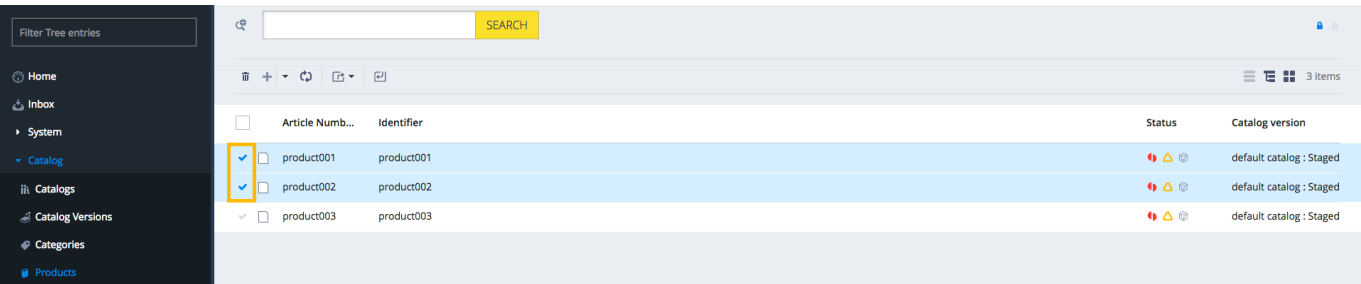 Filter Tree entries
Home
Inbox
System
Catalog
Catalogs
Catalog Versions
Categories
Products
SEARCH
3 items
Article Numb... Identifier Status Catalog version
product001 product001 default catalog : Staged
product002 product002 default catalog : Staged
product003 product003 default catalog : Staged